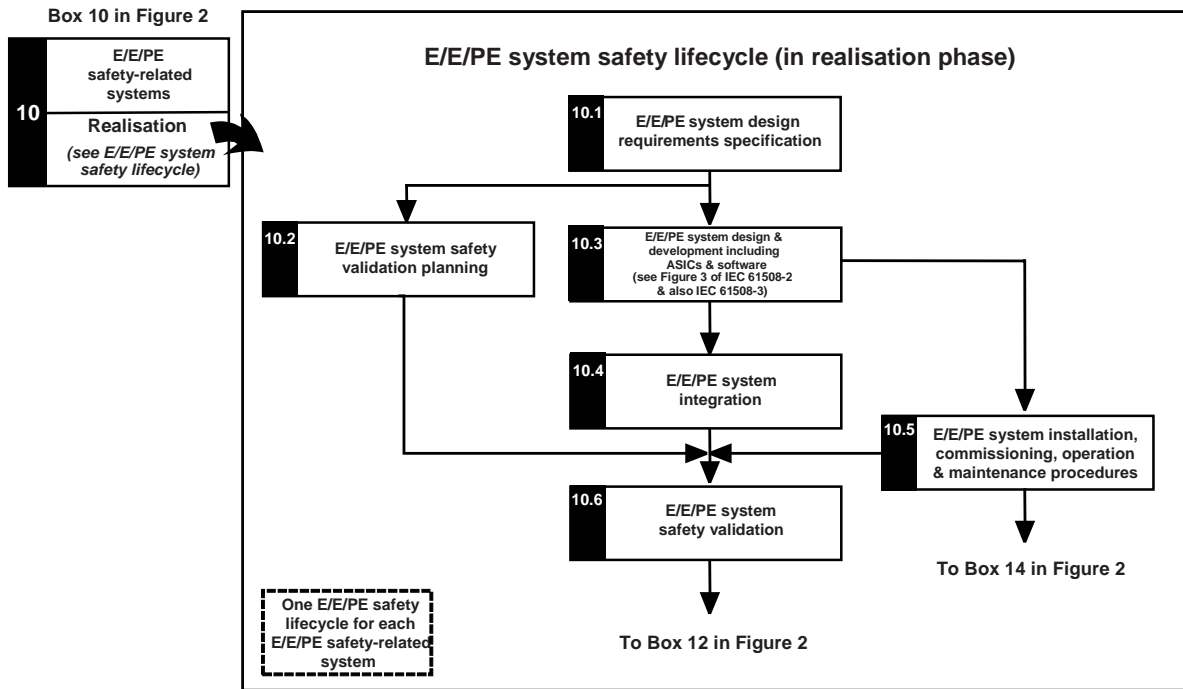 Box 10 in Figure 2
10
E/E/PE
safety-related
systems
Realisation
(see E/E/PE system
safety lifecycle)
E/E/PE system safety lifecycle (in realisation phase)
10.1
E/E/PE system design
requirements specification
10.2
E/E/PE system safety
validation planning
10.3
E/E/PE system design &
development including
ASICs & software
(see Figure 3 of IEC 61508-2
& also IEC 61508-3)
10.4
E/E/PE system
integration
10.5
E/E/PE system installation,
commissioning, operation
& maintenance procedures
10.6
E/E/PE system
safety validation
To Box 14 in Figure 2
One E/E/PE safety
lifecycle for each
E/E/PE safety-related
system
To Box 12 in Figure 2